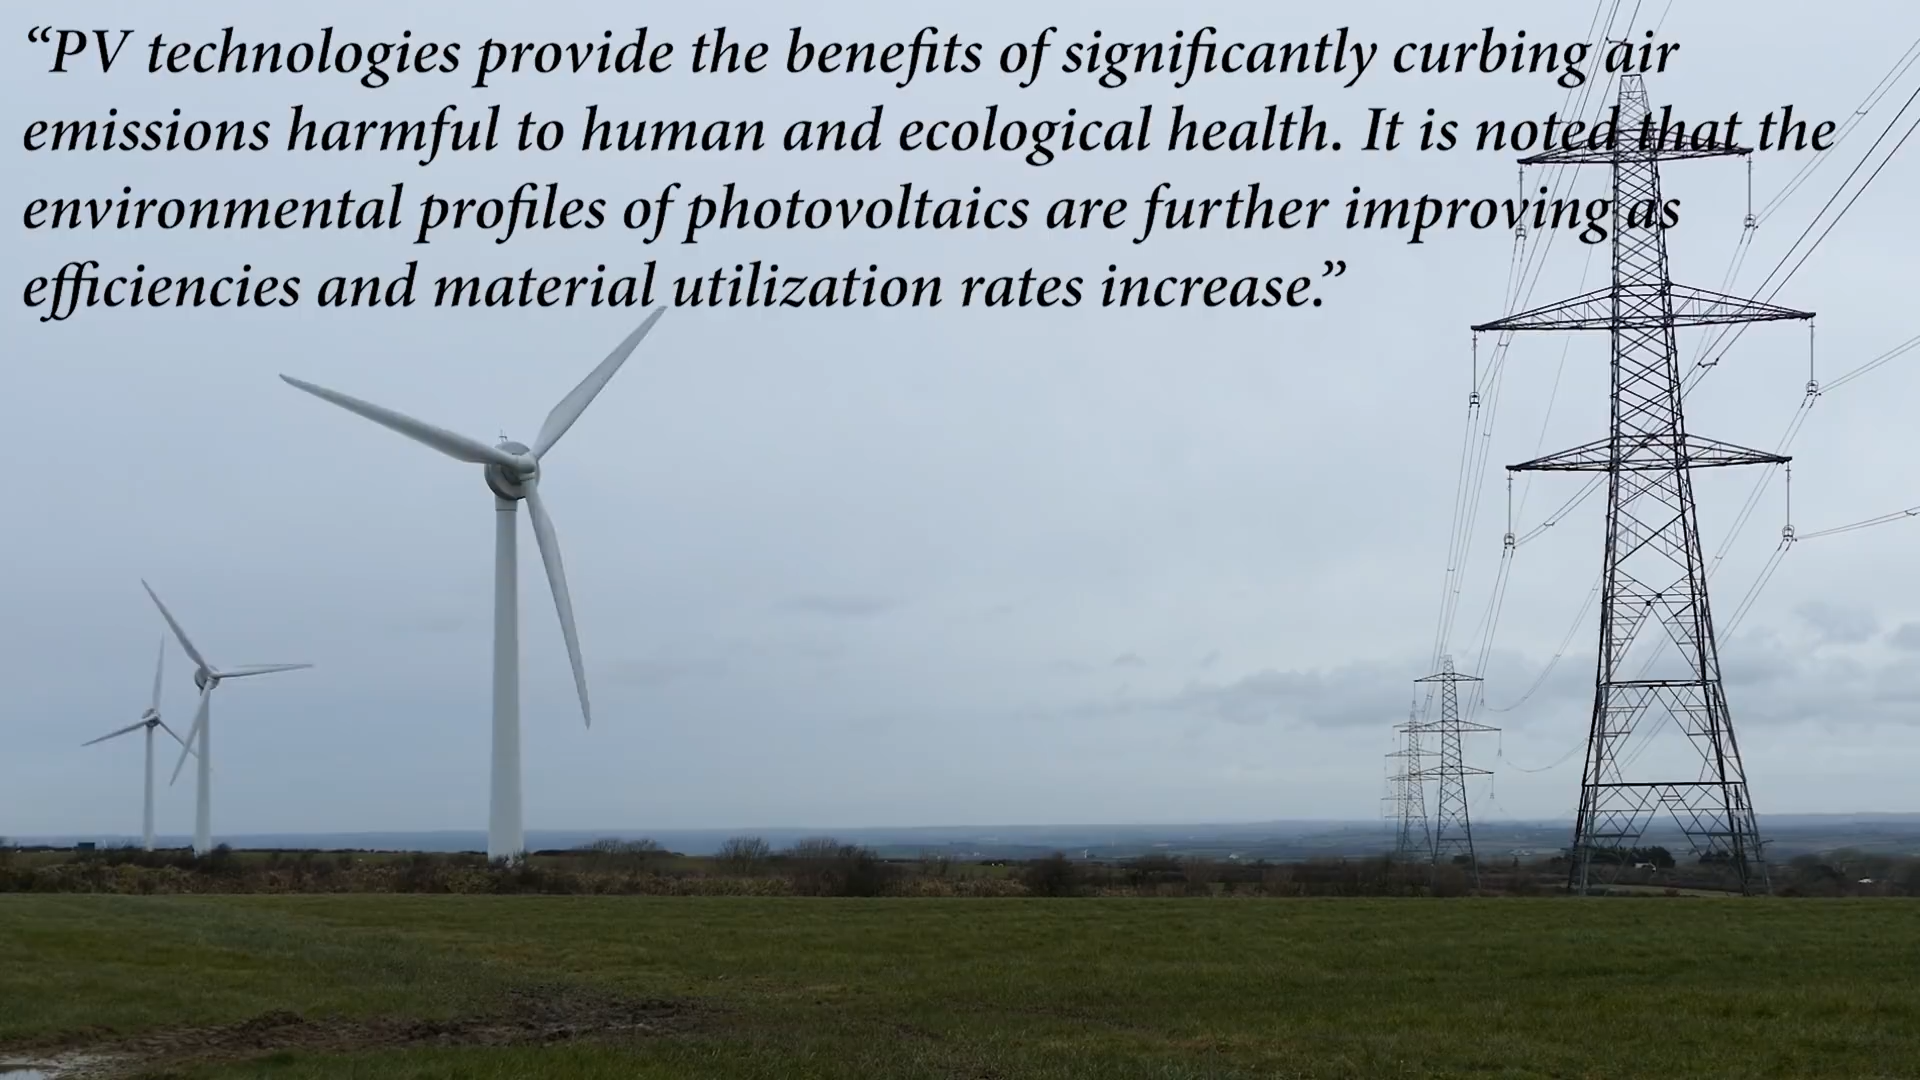 “PV technologies provide the benefits of significantly curbing air
emissions harmful to human and ecological health. It is noted that the
environmental profiles of photovoltaics are further improving as
efficiencies and material utilization rates increase.”